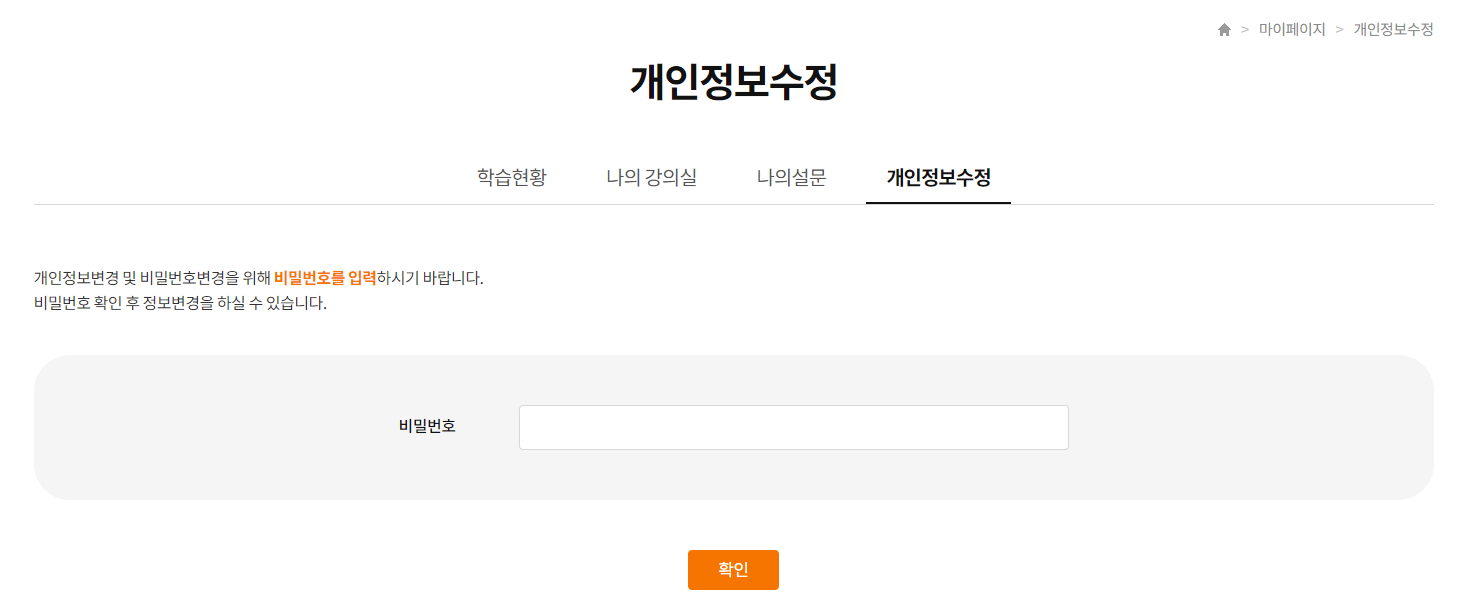 > 마이페이지 > 개인정보수정
개인정보수정
학습현황 나의 강의실 나의설문 개인정보수정
개인정보변경 및 비밀번호변경을 위해 비밀번호를 입력하시기 바랍니다.
비밀번호 확인 후 정보변경을 하실 수 있습니다.
비밀번호
확인